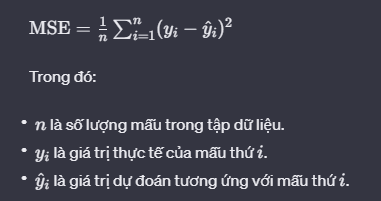 MSE = \frac{1}{n} \sum_{i=1}^{n} (y_i - \hat{y}_i)^2
Trong đó:
• n là số lượng mẫu trong tập dữ liệu.
• y_i là giá trị thực tế của mẫu thứ i.
• \hat{y}_i là giá trị dự đoán tương ứng với mẫu thứ i.